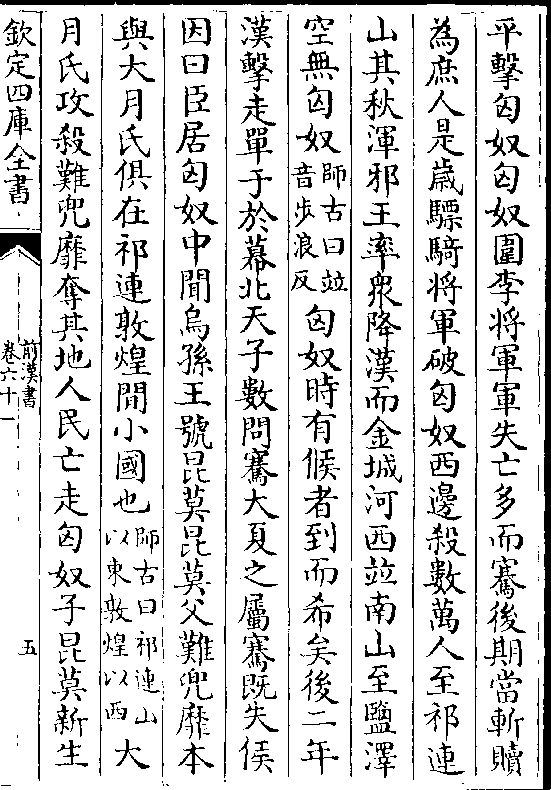 平擊匈奴匈奴圍李將軍軍失亡多而騫後期當斬贖
為庶人是歲驃騎將軍破匈奴西邊殺數萬人至祁連
山其秋渾邪王率衆降漢而金城河西竝南山至鹽澤
空無匈奴師古曰竝音步浪反匈奴時有候者到而希矣後二年
漢擊走單于於幕北天子數問騫大夏之屬騫既失侯
因曰臣居匈奴中聞烏孫王號昆莫昆莫父難兜靡本
與大月氏俱在祁連敦煌間小國也師古曰祁連山以東敦煌以西大
月氏攻殺難兜靡奪其地人民亡走匈奴子昆莫新生
欽定四庫全書
前漢書
卷六十一
五